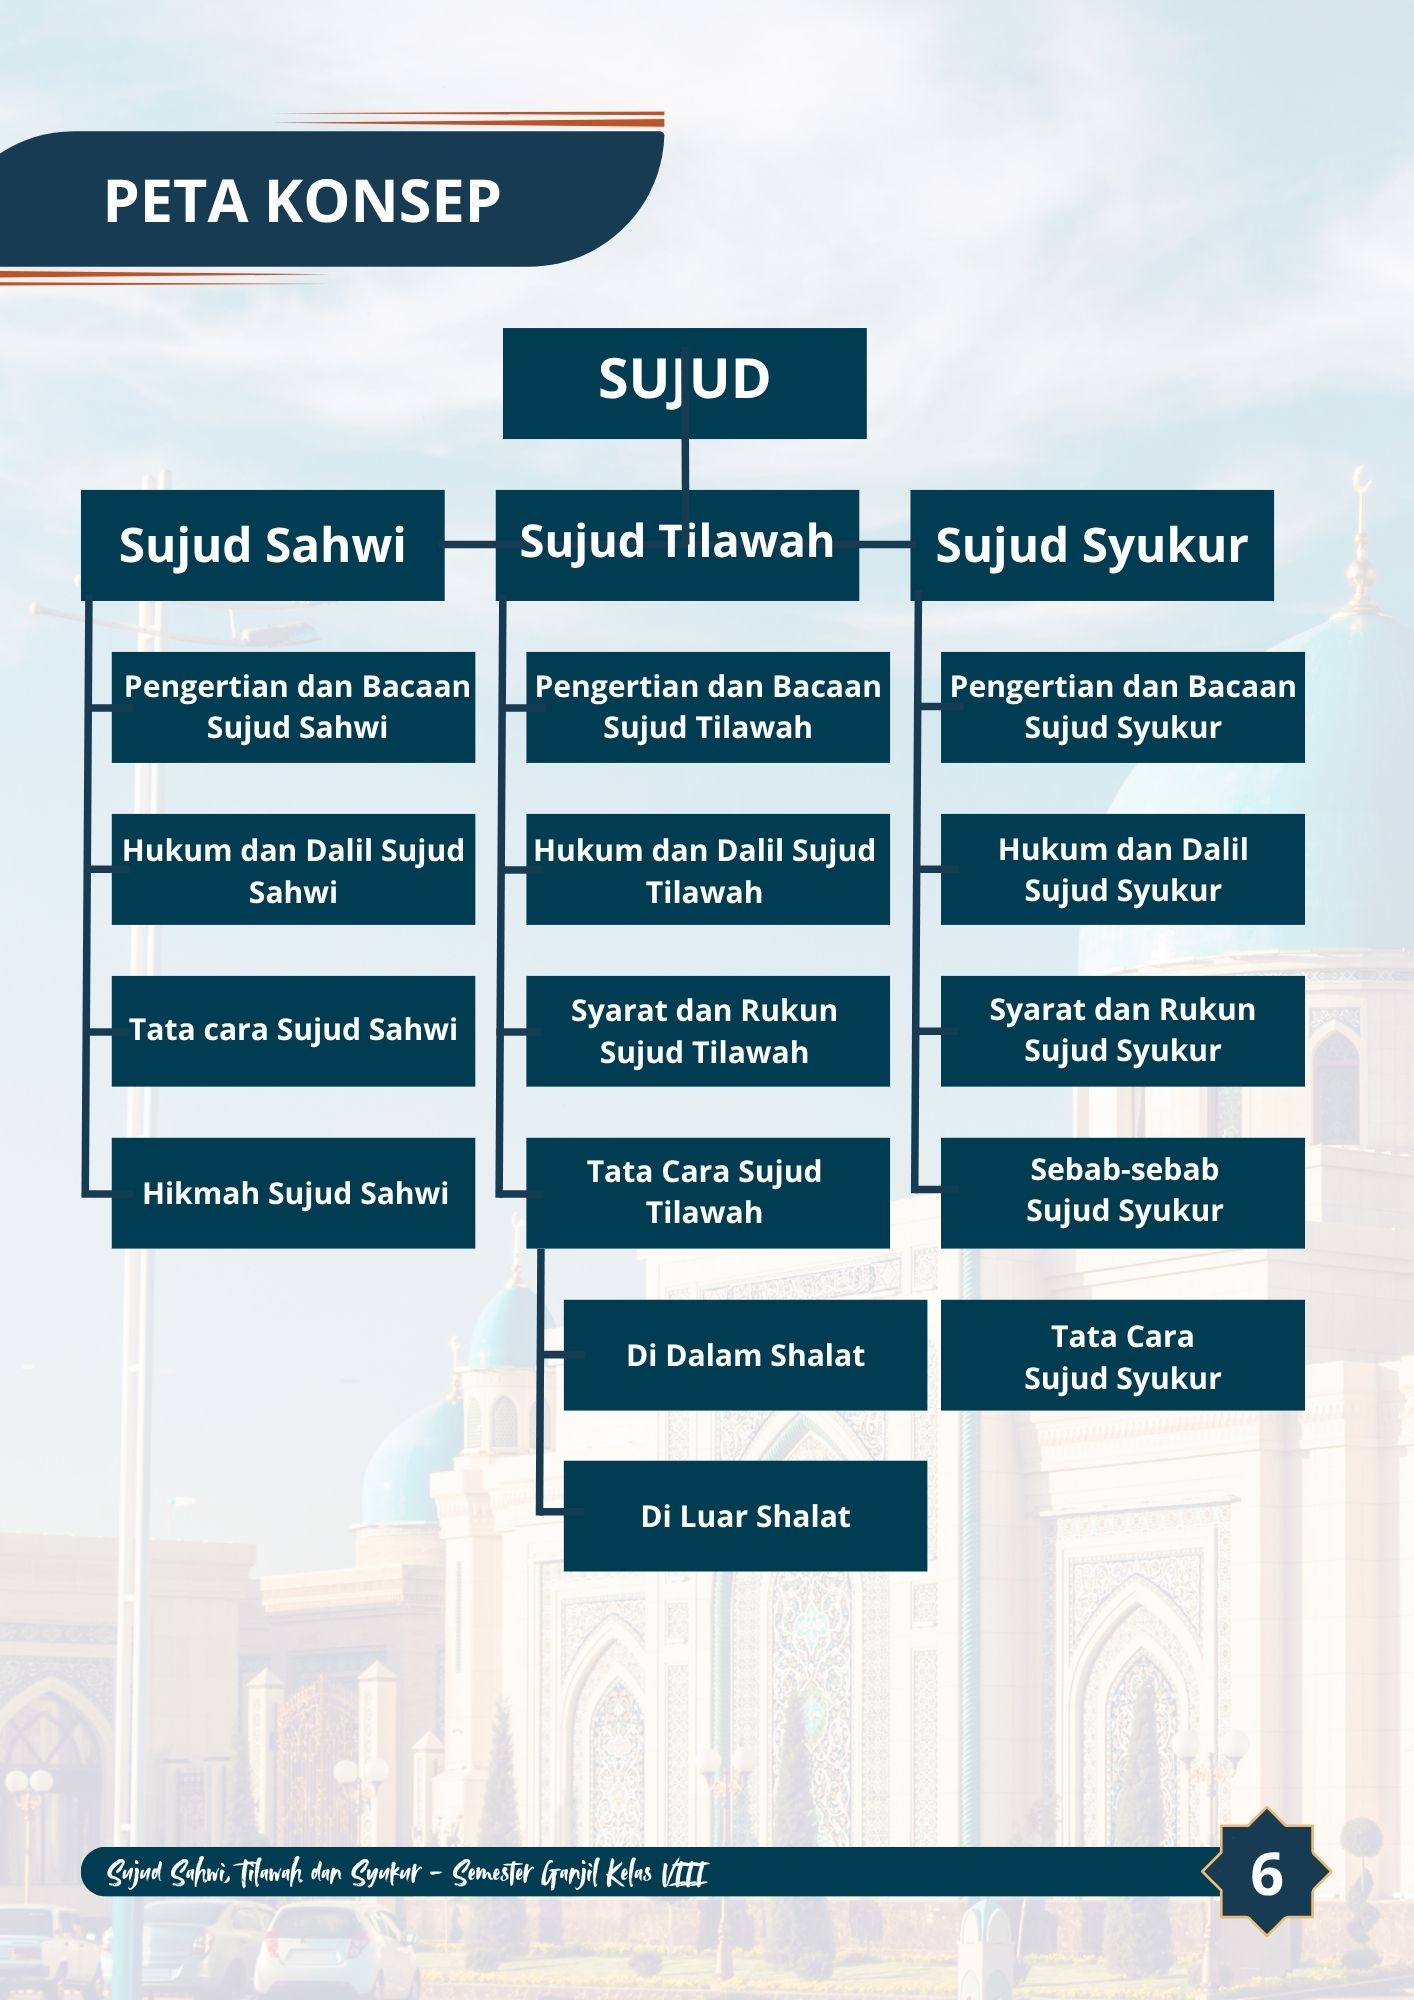 PETA KONSEP
SUJUD
Sujud Sahwi
Sujud Tilawah
Sujud Syukur
Pengertian dan Bacaan
Sujud Sahwi
Hukum dan Dalil Sujud
Sahwi
Tata cara Sujud Sahwi
Hikmah Sujud Sahwi
Pengertian dan Bacaan
Sujud Tilawah
Hukum dan Dalil Sujud
Tilawah
Syarat dan Rukun
Sujud Tilawah
Tata Cara Sujud
Tilawah
Di Dalam Shalat
Di Luar Shalat
Pengertian dan Bacaan
Sujud Syukur
Hukum dan Dalil
Sujud Syukur
Syarat dan Rukun
Sujud Syukur
Sebab-sebab
Sujud Syukur
Tata Cara
Sujud Syukur
Sujud Sahwi, Tilawah dan Syukur - Semester Ganjil Kelas VIII
6